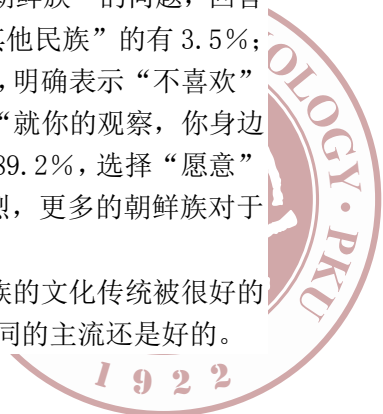 朝鲜族”的问题，回答
其他民族”的有 3.5%；
，明确表示“不喜欢”
“就你的观察，你身边
89.2%，选择“愿意”
烈，更多的朝鲜族对于
族的文化传统被很好的
同的主流还是好的。
OLOGY · PKU
1922